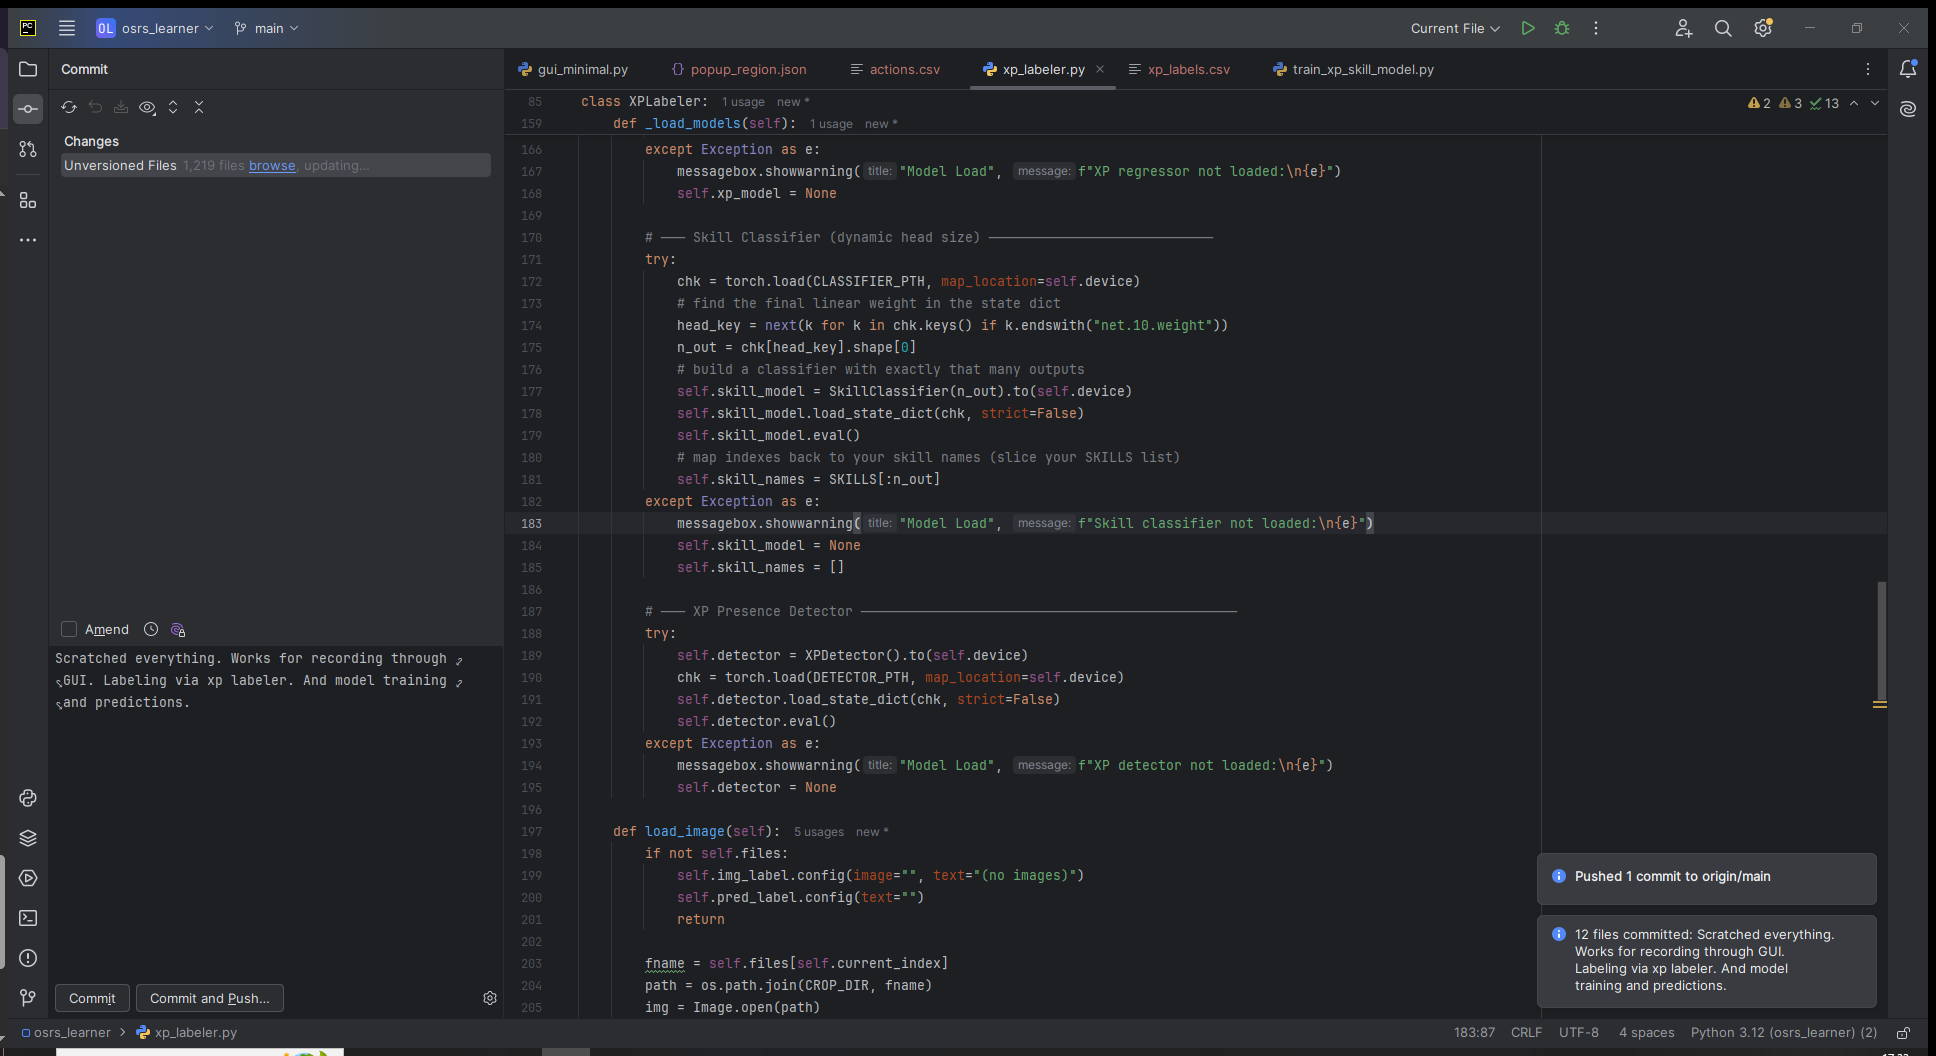 PC
OL osrs_learner main Current File
Commit
gui_minimal.py popup_region.json actions.csv xp_labeler.py xp_labels.csv train_xp_skill_model.py
Changes
Unversioned Files 1,219 files browse, updating...
Amend
Scratched everything. Works for recording through
GUI. Labeling via xp labeler. And model training
and predictions.
Commit Commit and Push...
2 3 13
85 class XPLabeler: 1 usage new *
159 def _load_models(self): 1 usage new *
166 except Exception as e:
167 messagebox.showwarning( title: "Model Load", message: f"XP regressor not loaded:\n{e}")
168 self.xp_model = None
169
170 # ─── Skill Classifier (dynamic head size) ────────────────────────────
171 try:
172 chk = torch.load(CLASSIFIER_PTH, map_location=self.device)
173 # find the final linear weight in the state dict
174 head_key = next(k for k in chk.keys() if k.endswith("net.10.weight"))
175 n_out = chk[head_key].shape[0]
176 # build a classifier with exactly that many outputs
177 self.skill_model = SkillClassifier(n_out).to(self.device)
178 self.skill_model.load_state_dict(chk, strict=False)
179 self.skill_model.eval()
180 # map indexes back to your skill names (slice your SKILLS list)
181 self.skill_names = SKILLS[:n_out]
182 except Exception as e:
183 messagebox.showwarning( title: "Model Load", message: f"Skill classifier not loaded:\n{e}")
184 self.skill_model = None
185 self.skill_names = []
186
187 # ─── XP Presence Detector ───────────────────────────────────────────────
188 try:
189 self.detector = XPDetector().to(self.device)
190 chk = torch.load(DETECTOR_PTH, map_location=self.device)
191 self.detector.load_state_dict(chk, strict=False)
192 self.detector.eval()
193 except Exception as e:
194 messagebox.showwarning( title: "Model Load", message: f"XP detector not loaded:\n{e}")
195 self.detector = None
196
197 def load_image(self): 5 usages new *
198 if not self.files:
199 self.img_label.config(image="", text="(no images)")
200 self.pred_label.config(text="")
201 return
202
203 fname = self.files[self.current_index]
204 path = os.path.join(CROP_DIR, fname)
205 img = Image.open(path)
Pushed 1 commit to origin/main
12 files committed: Scratched everything.
Works for recording through GUI.
Labeling via xp labeler. And model
training and predictions.
osrs_learner > xp_labeler.py 183:87 CRLF UTF-8 4 spaces Python 3.12 (osrs_learner) (2)